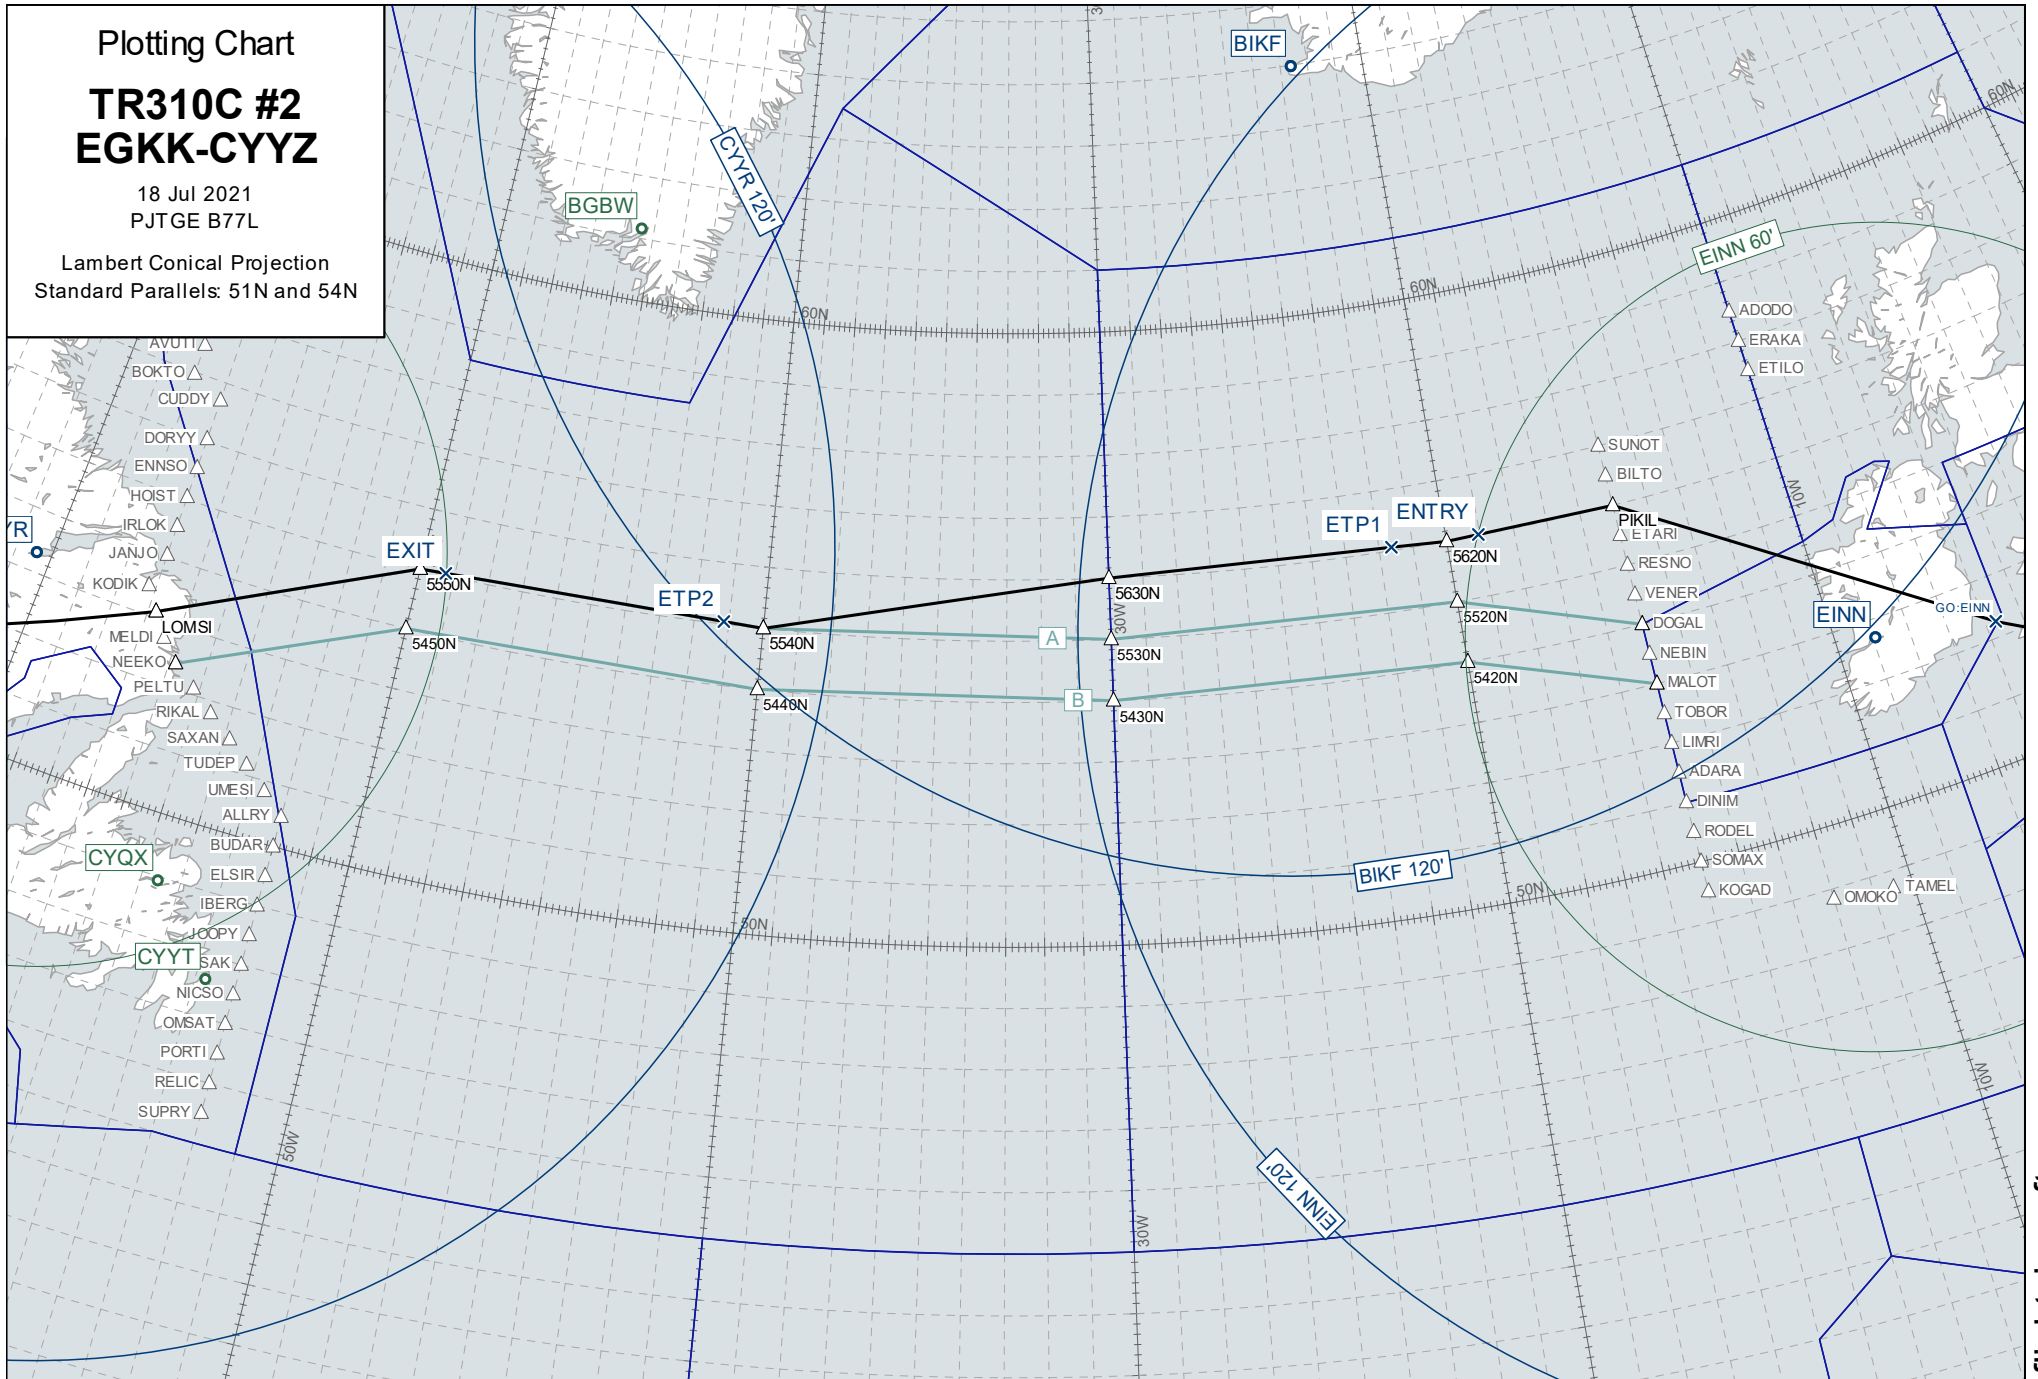 Plotting Chart
TR310C #2
EGKK-CYYZ
18 Jul 2021
PJTGE B77L
Lambert Conical Projection
Standard Parallels: 51N and 54N
BIKF
60N
CYYR 120'
BGBW
EINN 60'
60N
60N
ADODO
ERAKA
ETILO
AVUTI
BOKTO
CUDDY
DORYY
ENNSO
HOIST
IRLOK
JANJO
KODIK
LOMSI
MELDI
NEEKO
PELTU
RIKAL
SAXAN
TUDEP
UMESI
ALLRY
BUDAR
ELSIR
IBERG
JOOPY
SAK
NICSO
OMSAT
PORTI
RELIC
SUPRY
YR
CYQX
CYYT
EXIT
5550N
5450N
ETP2
5540N
5440N
A
B
5630N
30W
5530N
5430N
ETP1
ENTRY
5620N
5520N
5420N
SUNOT
BILTO
PIKIL
ETARI
RESNO
VENER
DOGAL
NEBIN
MALOT
TOBOR
LIMRI
ADARA
DINIM
RODEL
SOMAX
KOGAD
OMOKO
TAMEL
10W
EINN
GO:EINN
BIKF 120'
50N
50N
10W
50W
30W
EINN 120'